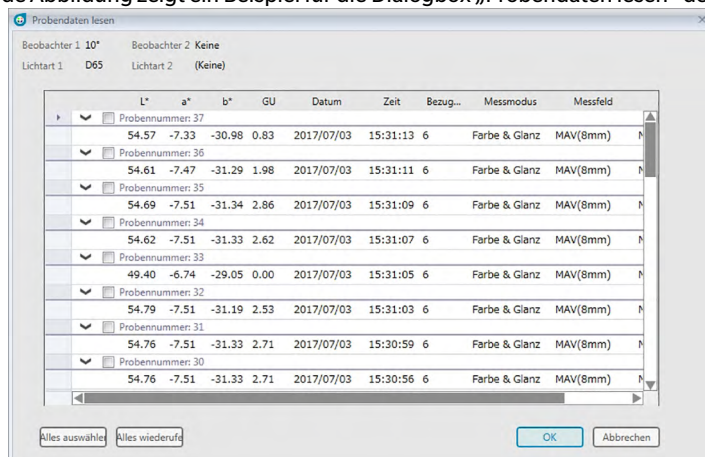 de Abbildung zeigt ein Beispiel für die Dialogbox „Probendaten lesen“
Probendaten lesen
Beobachter 1 10° Beobachter 2 Keine
Lichtart 1 D65 Lichtart 2 (Keine)
L* a* b* GU Datum Zeit Bezug... Messmodus Messfeld
Probennummer: 37
54.57 -7.33 -30.98 0.83 2017/07/03 15:31:13 6 Farbe & Glanz MAV(8mm) N
Probennummer: 36
54.61 -7.47 -31.29 1.98 2017/07/03 15:31:11 6 Farbe & Glanz MAV(8mm) N
Probennummer: 35
54.69 -7.51 -31.34 2.86 2017/07/03 15:31:09 6 Farbe & Glanz MAV(8mm) N
Probennummer: 34
54.62 -7.51 -31.33 2.62 2017/07/03 15:31:07 6 Farbe & Glanz MAV(8mm) N
Probennummer: 33
49.40 -6.74 -29.05 0.00 2017/07/03 15:31:05 6 Farbe & Glanz MAV(8mm) N
Probennummer: 32
54.79 -7.51 -31.19 2.53 2017/07/03 15:31:03 6 Farbe & Glanz MAV(8mm) N
Probennummer: 31
54.76 -7.51 -31.33 2.71 2017/07/03 15:30:59 6 Farbe & Glanz MAV(8mm) N
Probennummer: 30
54.76 -7.51 -31.33 2.71 2017/07/03 15:30:56 6 Farbe & Glanz MAV(8mm) N
Alles auswähler Alles wiederufe OK Abbrechen